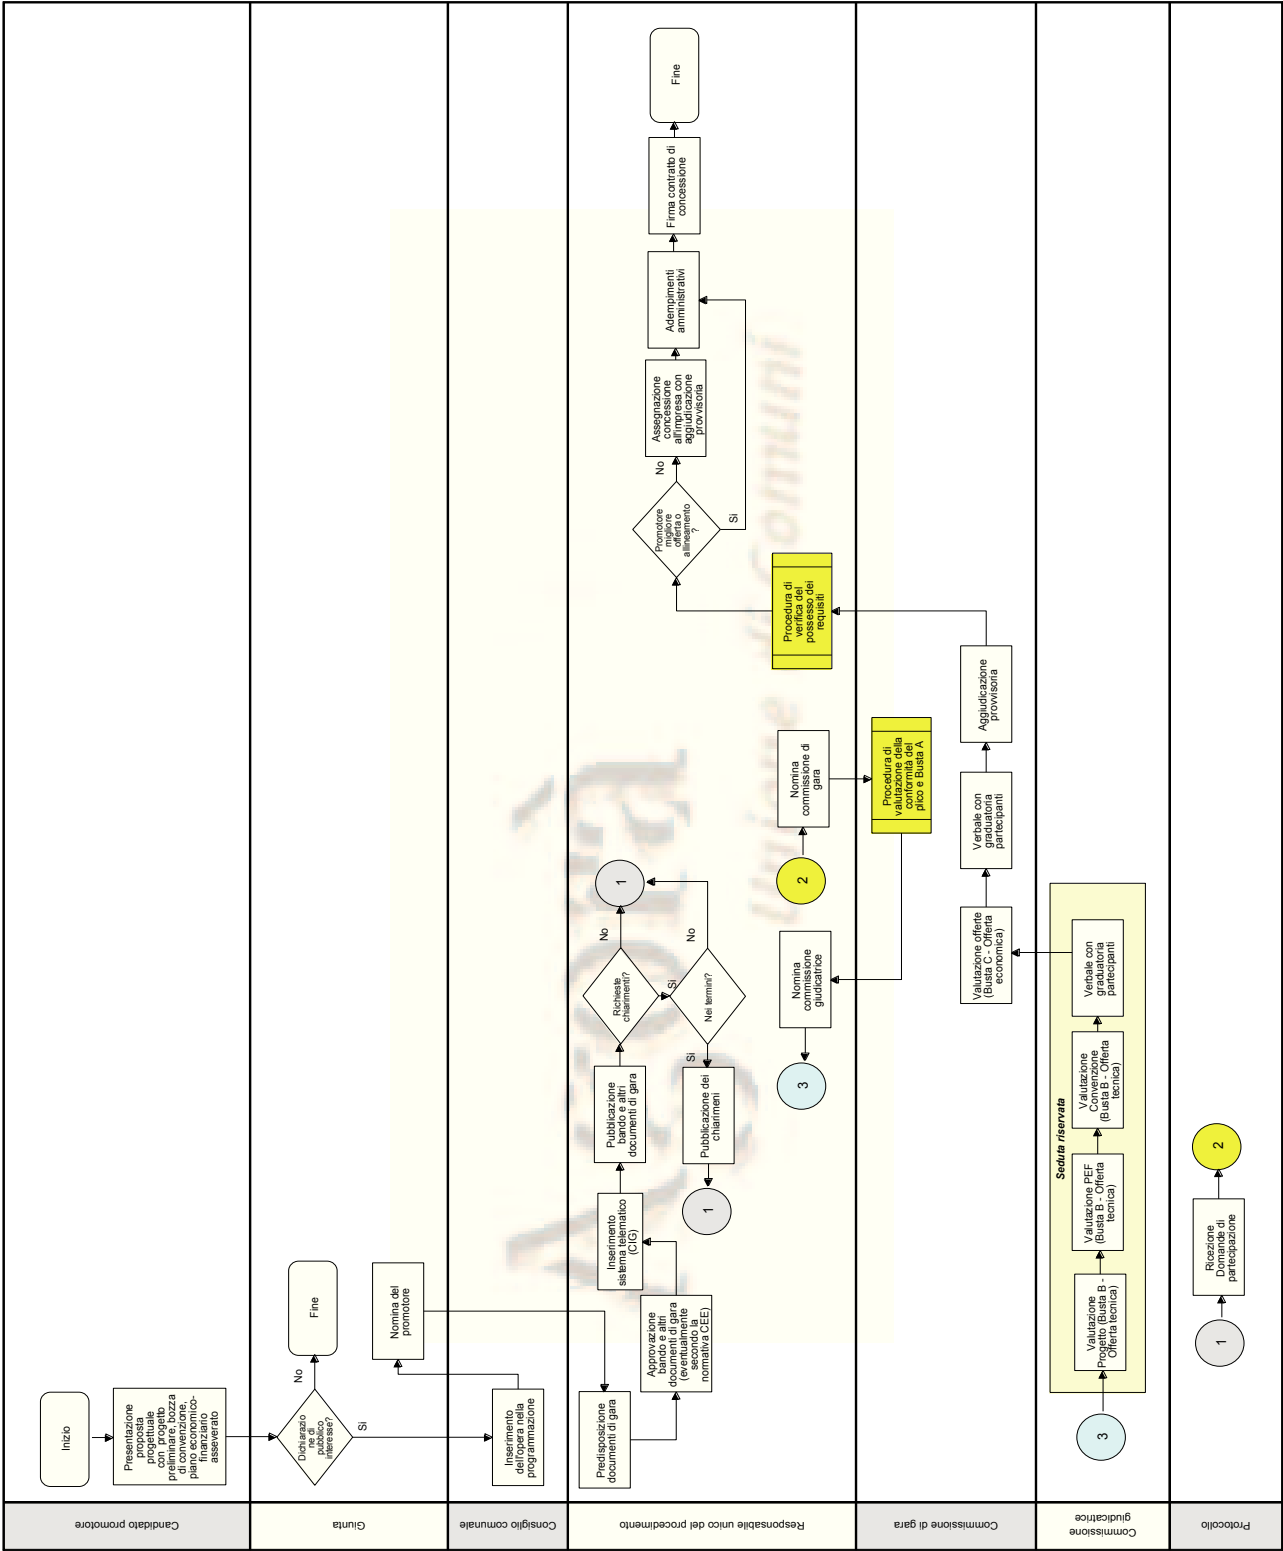 Candidato promotore
Inizio
Presentazione
proposta
progettuale
con progetto
preliminare, bozza
di convenzione,
piano economico-
finanziario
asseverato
Giunta
Dichiarazio
ne di
pubblico
interesse?
No
Si
Fine
Nomina del
promotore
Consiglio comunale
Inserimento
dell'opera nella
programmazione
Responsabile unico del procedimento
Predisposizione
documenti di gara
Approvazione
bando e altri
documenti di gara
(eventualmente
secondo la
normativa CEE)
Inserimento
sistema telematico
(CIG)
Pubblicazione
bando e altri
documenti di gara
Richieste
chiarimenti?
No
Si
1
Nei termini?
No
Si
Pubblicazione dei
chiarimeni
1
Nomina
commissione
giudicatrice
3
2
Nomina
commissione di
gara
Procedura di
verifica del
possesso dei
requisiti
Promotore
migliore
offerta o
allineamento
?
No
Si
Assegnazione
concessione
all'impresa con
aggiudicazione
provvisoria
Adempimenti
amministrativi
Firma contratto di
concessione
Fine
Commissione di gara
Procedura di
valutazione della
conformità del
plico e Busta A
Valutazione offerte
(Busta C - Offerta
economica)
Verbale con
graduatoria
partecipanti
Aggiudicazione
provvisoria
Commissione
giudicatrice
Seduta riservata
3
Valutazione
Progetto (Busta B -
Offerta tecnica)
Valutazione PEF
(Busta B - Offerta
tecnica)
Valutazione
Convenzione
(Busta B - Offerta
tecnica)
Verbale con
graduatoria
partecipanti
Protocollo
1
Ricezione
Domande di
partecipazione
2
Unione di Comuni